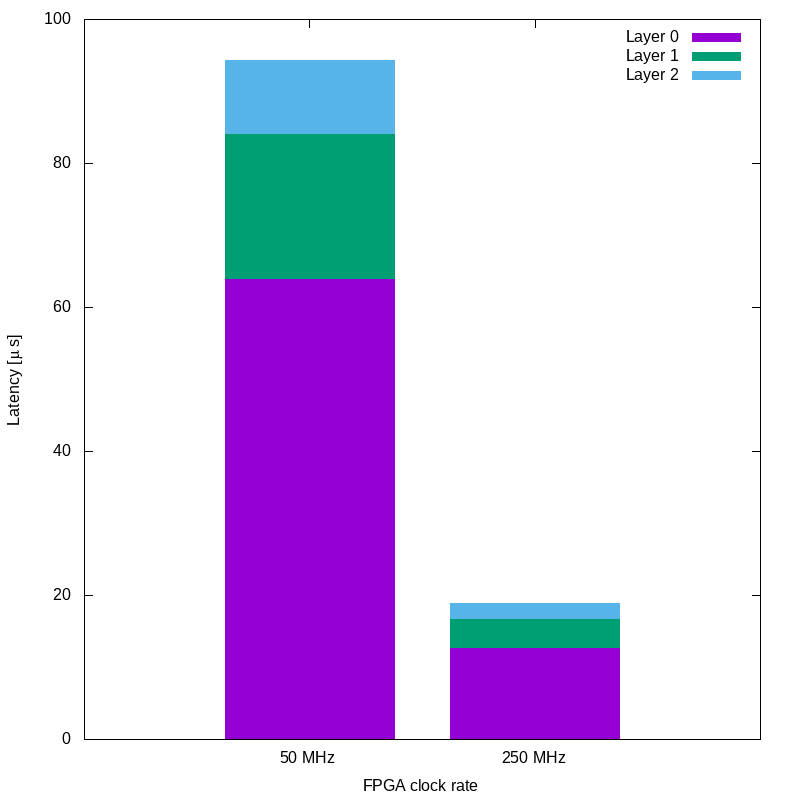 100
80
60
40
20
0
Latency [µ s]
Layer 0
Layer 1
Layer 2
50 MHz
250 MHz
FPGA clock rate